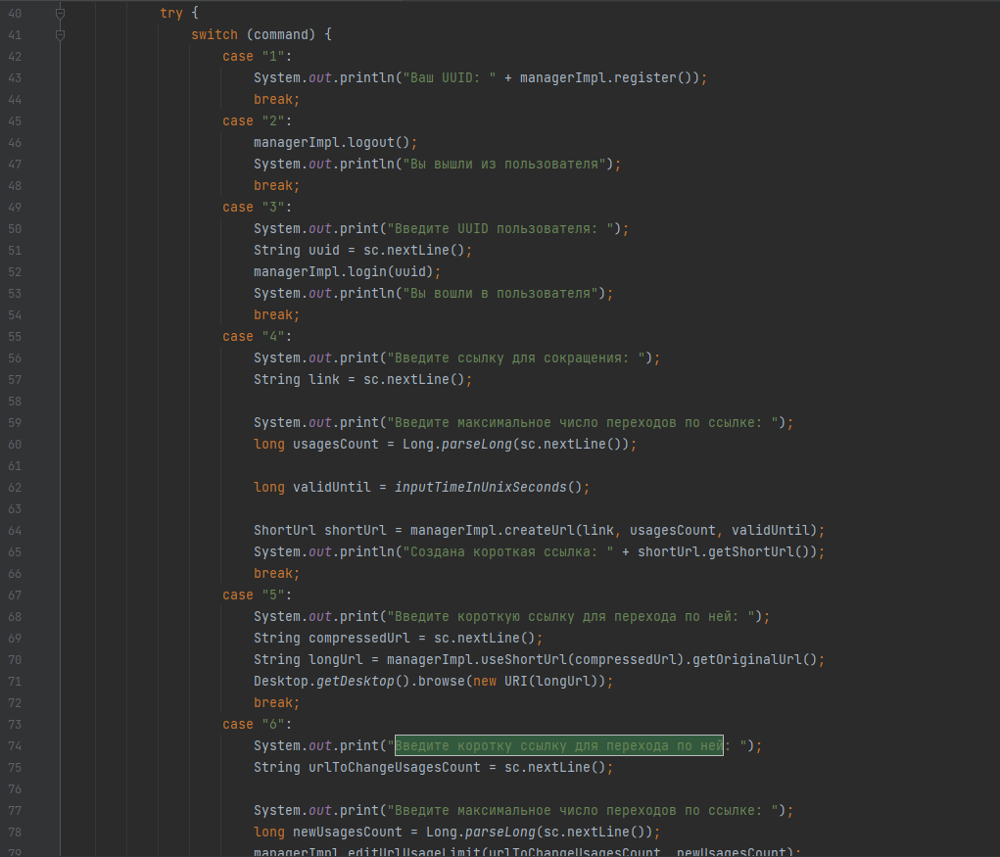 40 try {
41 switch (command) {
42 case "1":
43 System.out.println("Ваш UUID: " + managerImpl.register());
44 break;
45 case "2":
46 managerImpl.logout();
47 System.out.println("Вы вышли из пользователя");
48 break;
49 case "3":
50 System.out.print("Введите UUID пользователя: ");
51 String uuid = sc.nextLine();
52 managerImpl.login(uuid);
53 System.out.println("Вы вошли в пользователя");
54 break;
55 case "4":
56 System.out.print("Введите ссылку для сокращения: ");
57 String link = sc.nextLine();
58
59 System.out.print("Введите максимальное число переходов по ссылке: ");
60 long usagesCount = Long.parseLong(sc.nextLine());
61
62 long validUntil = inputTimeInUnixSeconds();
63
64 ShortUrl shortUrl = managerImpl.createUrl(link, usagesCount, validUntil);
65 System.out.println("Создана короткая ссылка: " + shortUrl.getShortUrl());
66 break;
67 case "5":
68 System.out.print("Введите короткую ссылку для перехода по ней: ");
69 String compressedUrl = sc.nextLine();
70 String longUrl = managerImpl.useShortUrl(compressedUrl).getOriginalUrl();
71 Desktop.getDesktop().browse(new URI(longUrl));
72 break;
73 case "6":
74 System.out.print("Введите коротку ссылку для перехода по ней: ");
75 String urlToChangeUsagesCount = sc.nextLine();
76
77 System.out.print("Введите максимальное число переходов по ссылке: ");
78 long newUsagesCount = Long.parseLong(sc.nextLine());
79 managerImpl.editUrlUsageLimit(urlToChangeUsagesCount, newUsagesCount);